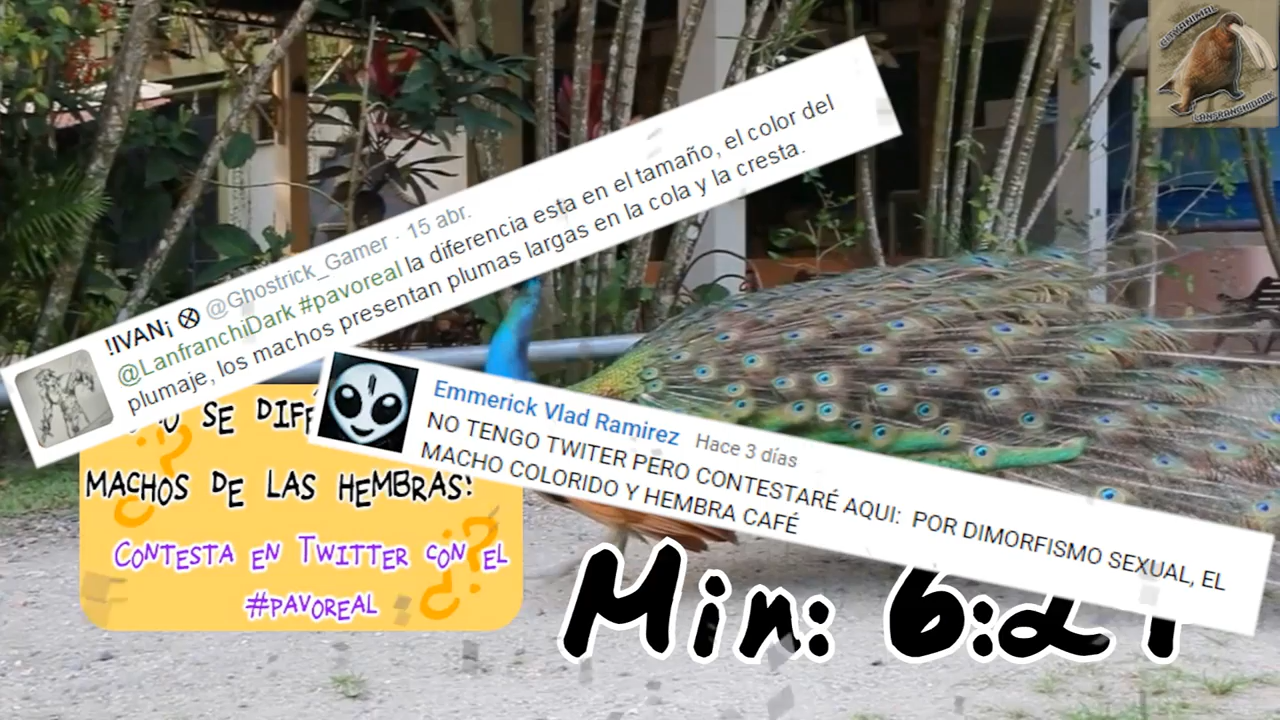 !IVAN¡ @Ghostrick_Gamer · 15 abr.
@LanfranchiDark #pavoreal la diferencia esta en el tamaño, el color del
plumaje, los machos presentan plumas largas en la cola y la cresta.
Emmerick Vlad Ramirez Hace 3 días
NO TENGO TWITER PERO CONTESTARÉ AQUI: POR DIMORFISMO SEXUAL, EL
MACHO COLORIDO Y HEMBRA CAFÉ
SE
MACHOS DE LAS HEMBRAS?
CONTESTA EN TWITTER CON EL
#PAVOREAL
Min:
LANFRANCHIDARK